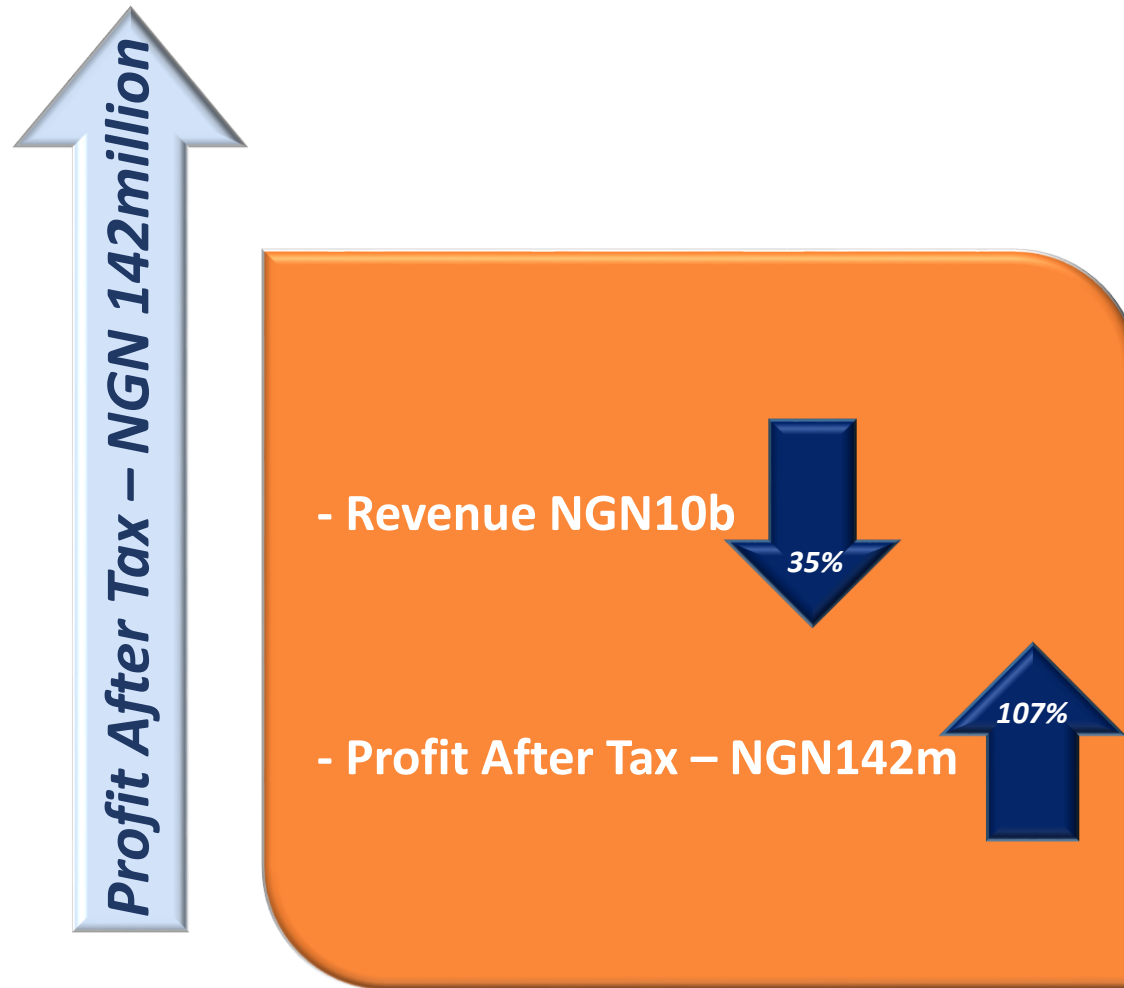 Profit After Tax – NGN 142million
- Revenue NGN10b
35%
107%
- Profit After Tax – NGN142m